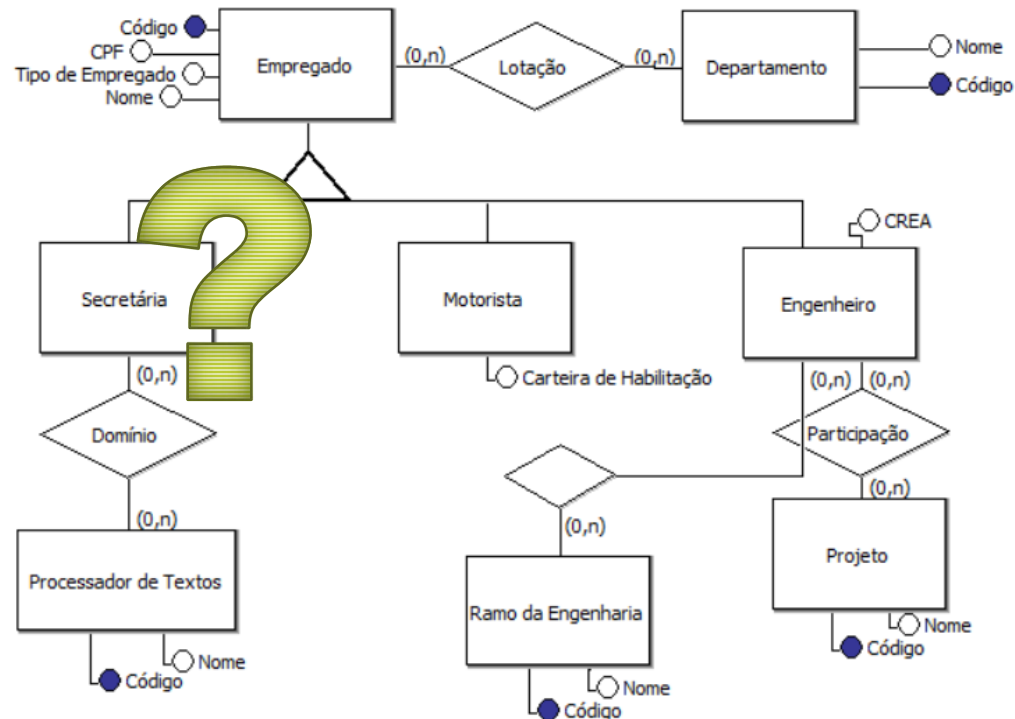 Código
CPF
Tipo de Empregado
Nome
Empregado
(0,n)
Lotação
(0,n)
Departamento
Nome
Código
?
Secretária
Motorista
CREA
Engenheiro
(0,n)
Carteira de Habilitação
(0,n)
(0,n)
Domínio
Participação
(0,n)
(0,n)
(0,n)
Processador de Textos
Ramo da Engenharia
Projeto
Nome
Código
Nome
Código
Nome
Código